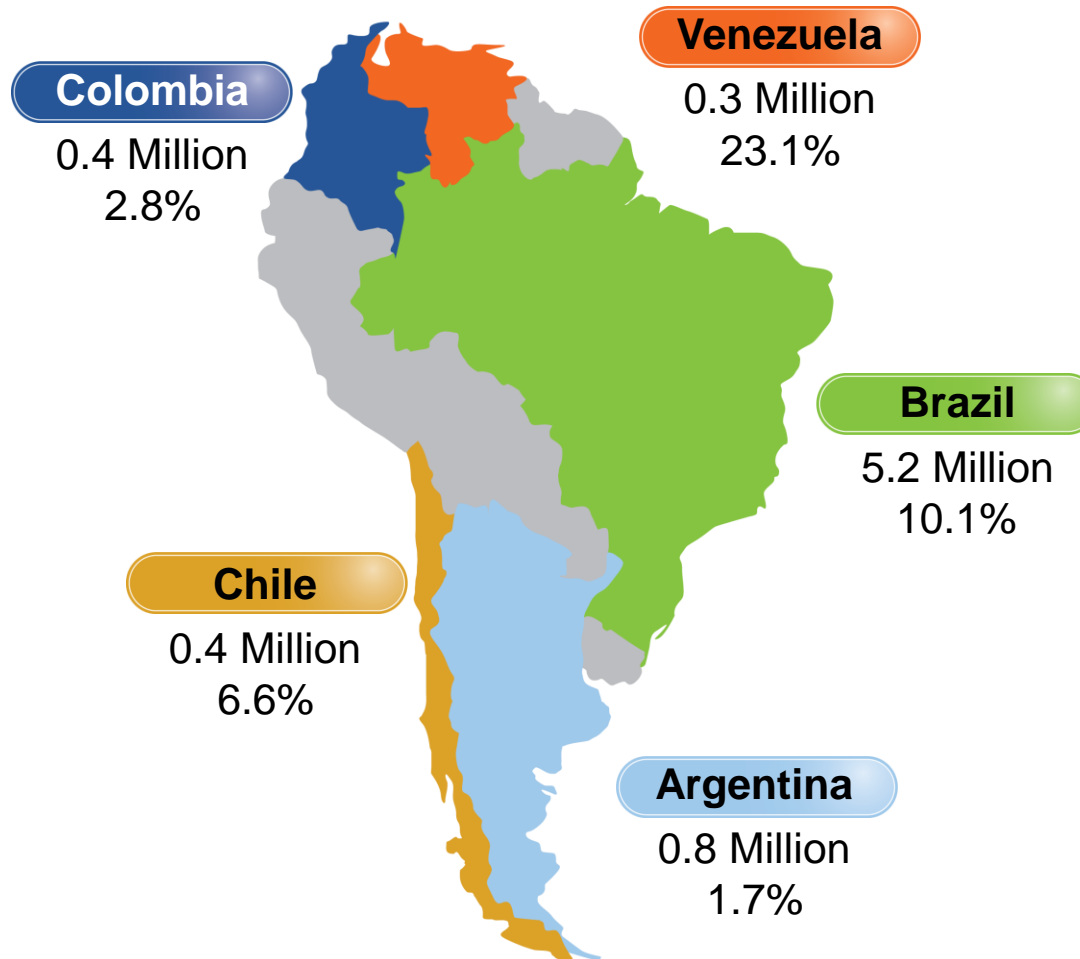 Venezuela
0.3 Million
23.1%
Colombia
0.4 Million
2.8%
Brazil
5.2 Million
10.1%
Chile
0.4 Million
6.6%
Argentina
0.8 Million
1.7%